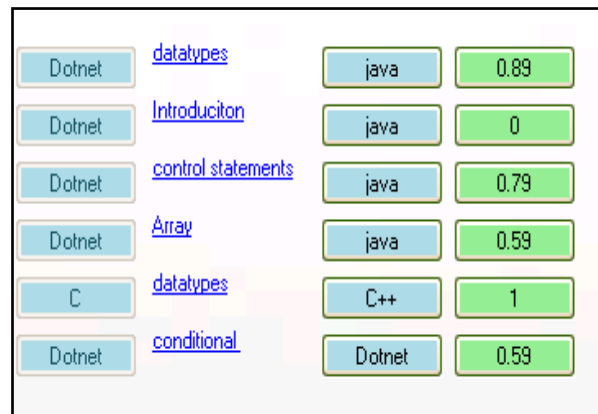 Dotnet datatypes java 0.89
Dotnet Introduciton java 0
Dotnet control statements java 0.79
Dotnet Array java 0.59
C datatypes C++ 1
Dotnet conditional Dotnet 0.59